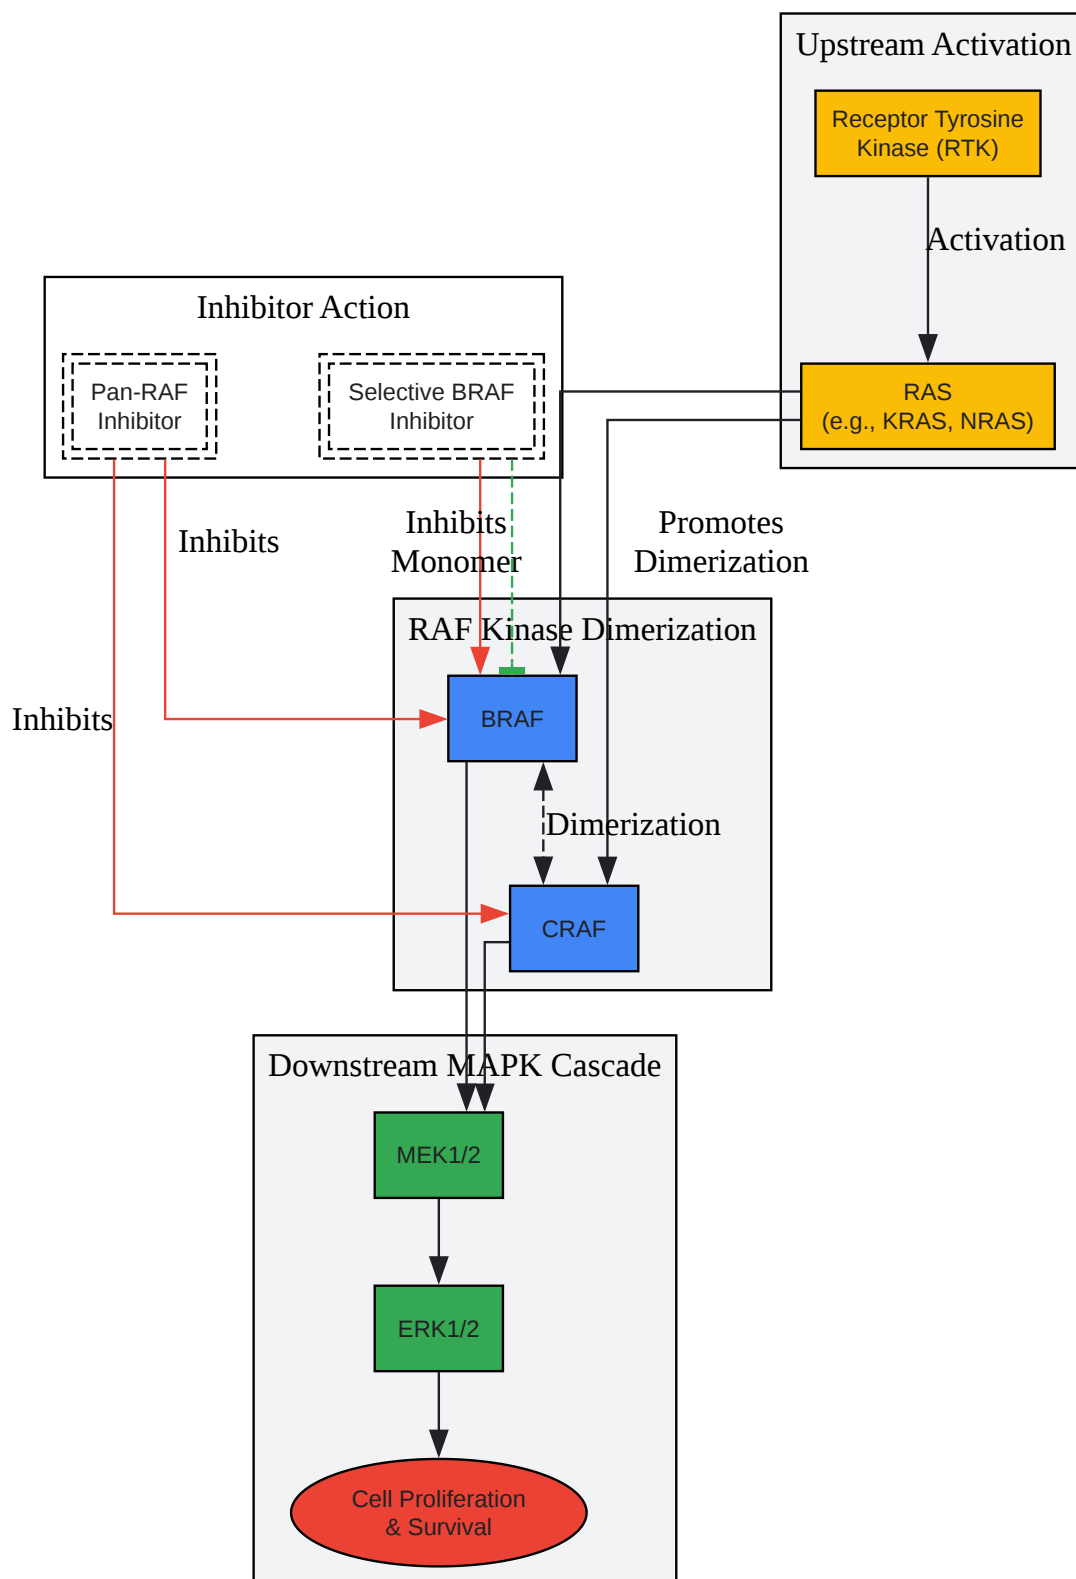 Upstream Activation
Receptor Tyrosine
Kinase (RTK)
Activation
Inhibitor Action
Pan-RAF
Inhibitor
Selective BRAF
Inhibitor
RAS
(e.g., KRAS, NRAS)
Inhibits
Inhibits
Monomer
Promotes
Dimerization
RAF Kinase Dimerization
Inhibits
BRAF
Dimerization
CRAF
Downstream MAPK Cascade
MEK1/2
ERK1/2
Cell Proliferation
& Survival